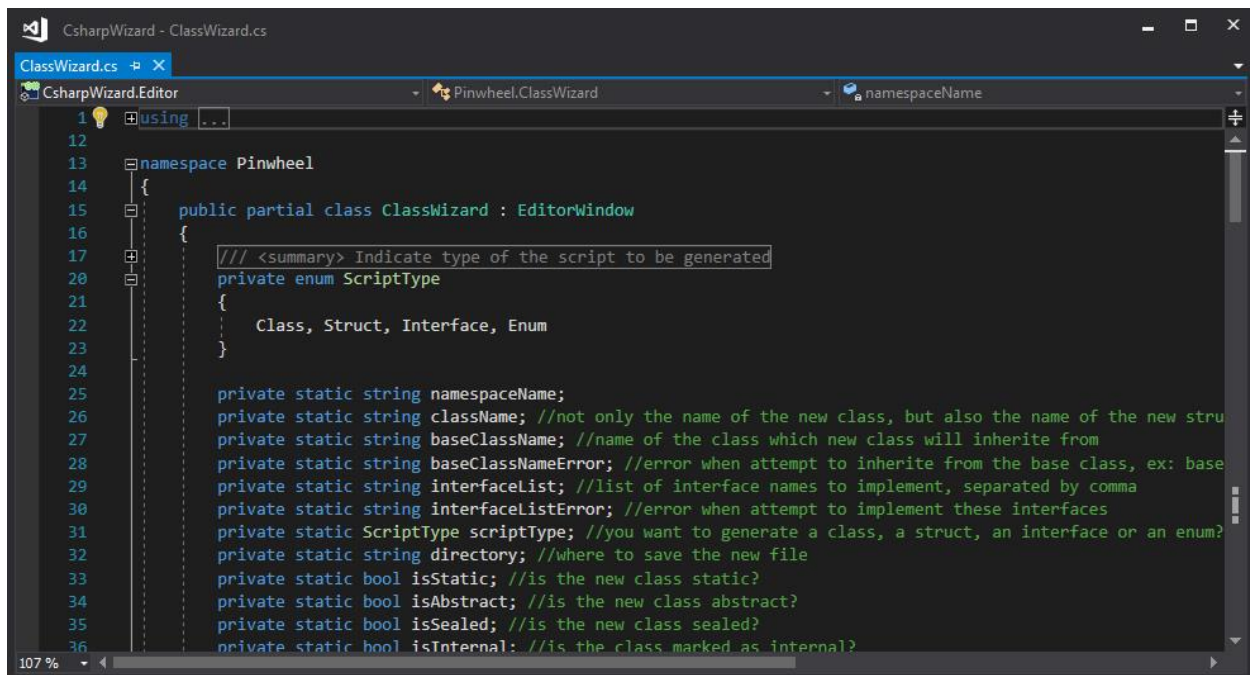 CsharpWizard - ClassWizard.cs
ClassWizard.cs
CsharpWizard.Editor Pinwheel.ClassWizard namespaceName
1 using ...
12
13 namespace Pinwheel
14 {
15 public partial class ClassWizard : EditorWindow
16 {
17 /// <summary> Indicate type of the script to be generated
20 private enum ScriptType
21 {
22 Class, Struct, Interface, Enum
23 }
24
25 private static string namespaceName;
26 private static string className; //not only the name of the new class, but also the name of the new stru
27 private static string baseClassName; //name of the class which new class will inherite from
28 private static string baseClassNameError; //error when attempt to inherite from the base class, ex: base
29 private static string interfaceList; //list of interface names to implement, separated by comma
30 private static string interfaceListError; //error when attempt to implement these interfaces
31 private static ScriptType scriptType; //you want to generate a class, a struct, an interface or an enum?
32 private static string directory; //where to save the new file
33 private static bool isStatic; //is the new class static?
34 private static bool isAbstract; //is the new class abstract?
35 private static bool isSealed; //is the new class sealed?
36 private static bool isInternal; //is the class marked as internal?
107 %